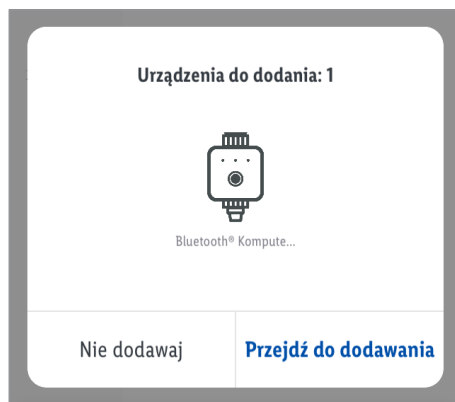 Urządzenia do dodania: 1
Bluetooth® Kompute...
Nie dodawaj
Przejdź do dodawania